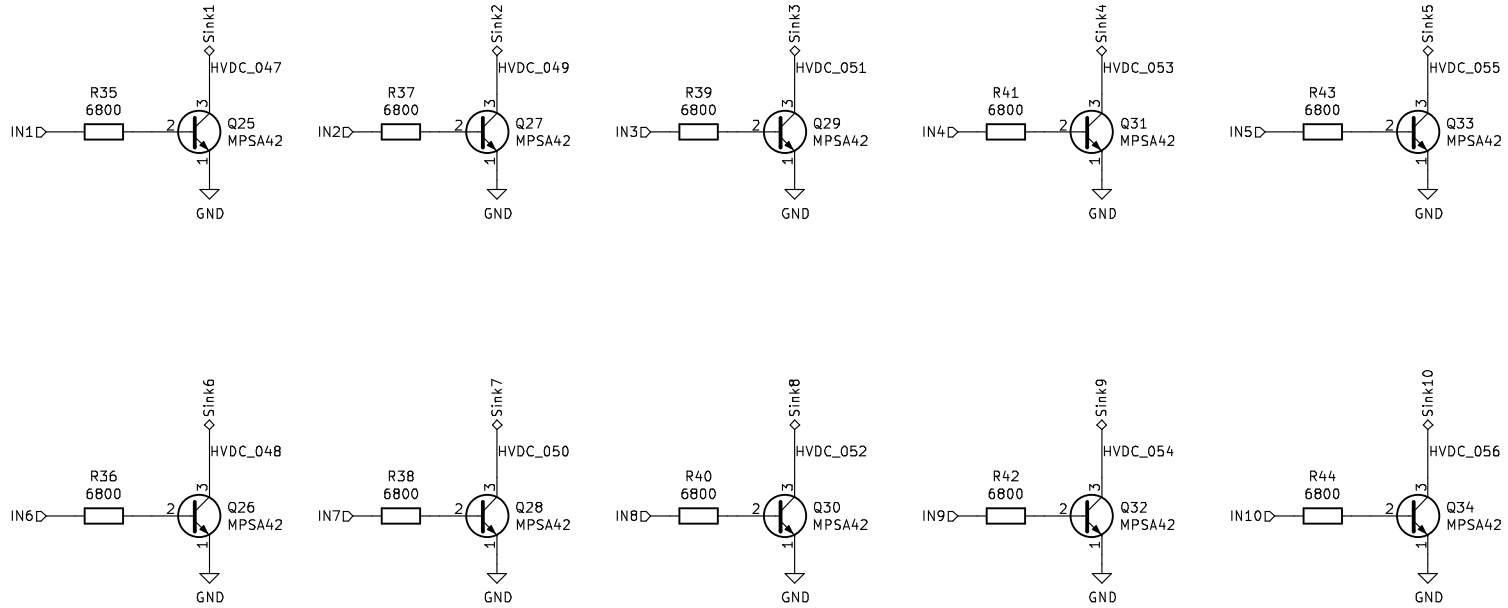 Sink1
HVDC_047
R35
6800
IN1
2
3
1
Q25
MPSA42
GND
Sink2
HVDC_049
R37
6800
IN2
2
3
1
Q27
MPSA42
GND
Sink3
HVDC_051
R39
6800
IN3
2
3
1
Q29
MPSA42
GND
Sink4
HVDC_053
R41
6800
IN4
2
3
1
Q31
MPSA42
GND
Sink5
HVDC_055
R43
6800
IN5
2
3
1
Q33
MPSA42
GND
Sink6
HVDC_048
R36
6800
IN6
2
3
1
Q26
MPSA42
GND
Sink7
HVDC_050
R38
6800
IN7
2
3
1
Q28
MPSA42
GND
Sink8
HVDC_052
R40
6800
IN8
2
3
1
Q30
MPSA42
GND
Sink9
HVDC_054
R42
6800
IN9
2
3
1
Q32
MPSA42
GND
Sink10
HVDC_056
R44
6800
IN10
2
3
1
Q34
MPSA42
GND